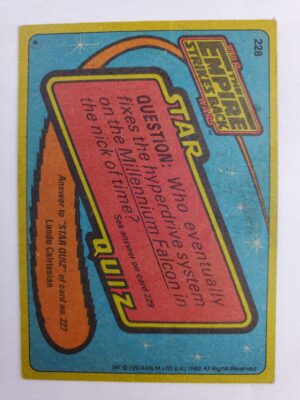 228
STAR
THE
EMPIRE
STRIKES BACK
WARS
STAR
QUESTION: Who eventually
fixes the hyperdrive system
on the Millennium Falcon in
the nick of time?
See answer on card 229
QUIZ
Answer to "STAR QUIZ" of card no. 227
Lando Calrissian
*
TM: © LUCASFILM, LTD (LFL) 1980 All Rights Reserved